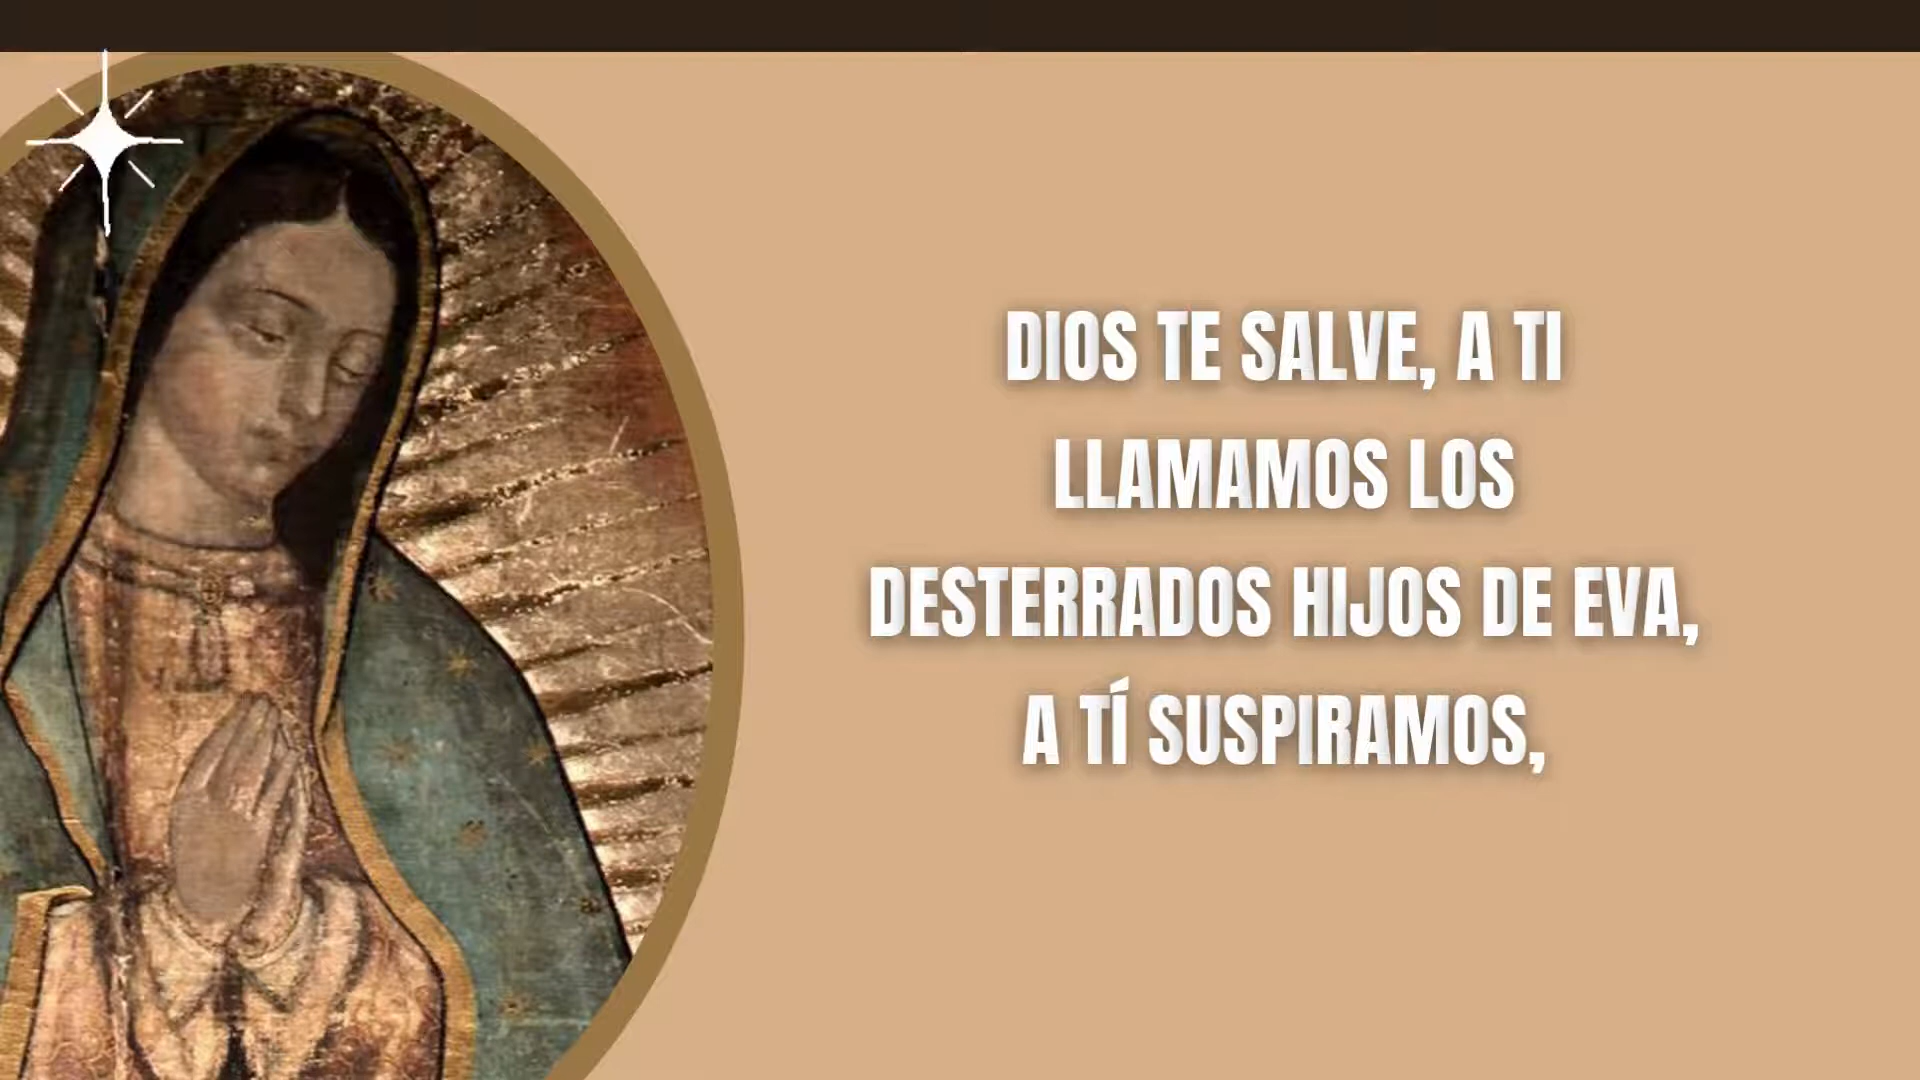 DIOS TE SALVE, A TI
LLAMAMOS LOS
DESTERRADOS HIJOS DE EVA,
A TÍ SUSPIRAMOS,